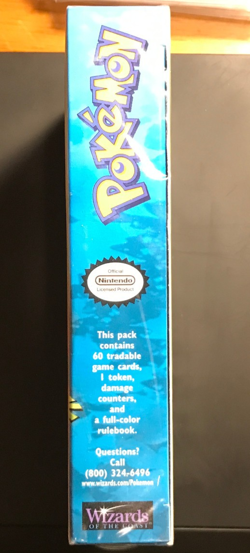 POKéMON
Official
Nintendo
Licensed Product
This pack
contains
60 tradable
game cards,
1 token,
damage
counters,
and
a full-color
rulebook.
Questions?
Call
(800) 324-6496
www.wizards.com/Pokemon
Wizards
OF THE COAST